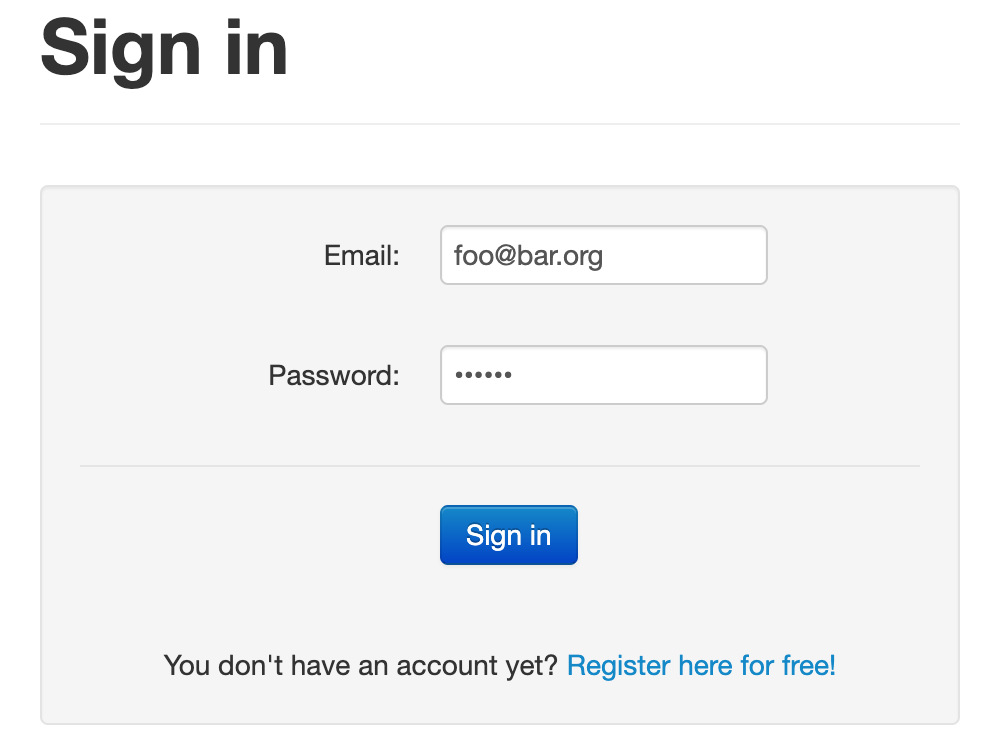 Sign in
Email: foo@bar.org
Password: ••••••
Sign in
You don't have an account yet? Register here for free!